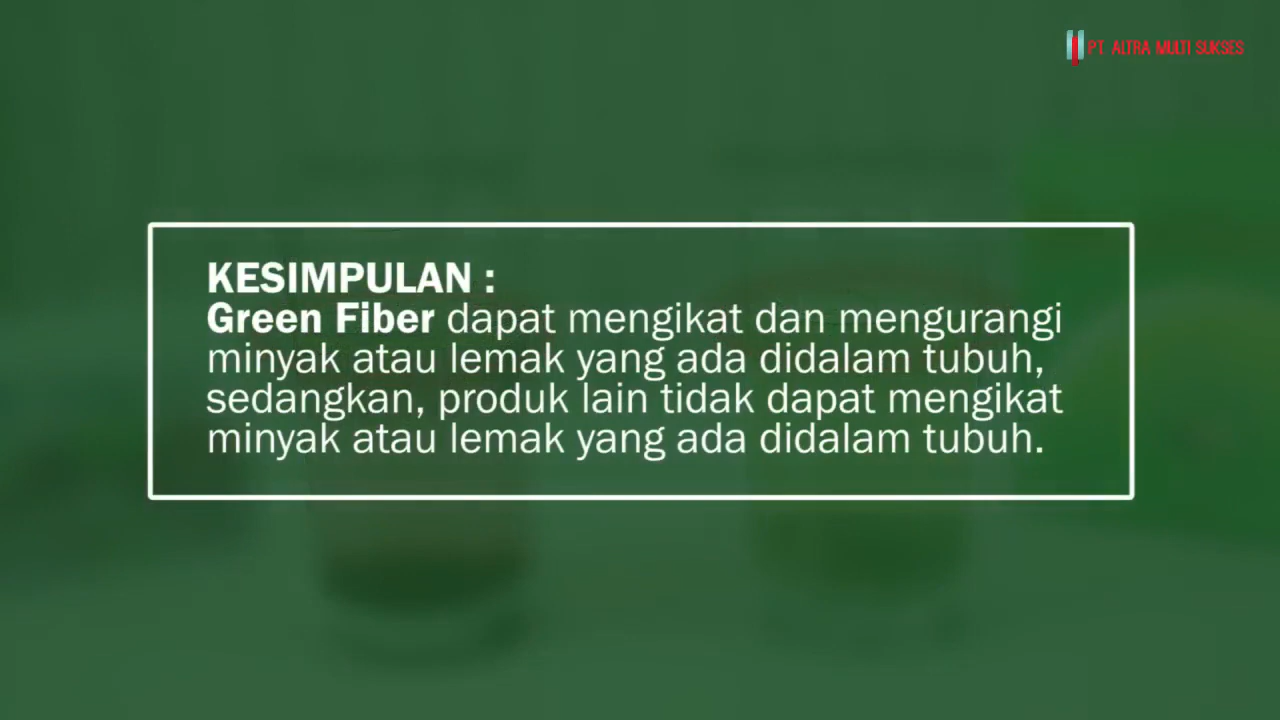 PT. ALTRA MULTI SUKSES
KESIMPULAN :
Green Fiber dapat mengikat dan mengurangi
minyak atau lemak yang ada didalam tubuh,
sedangkan, produk lain tidak dapat mengikat
minyak atau lemak yang ada didalam tubuh.